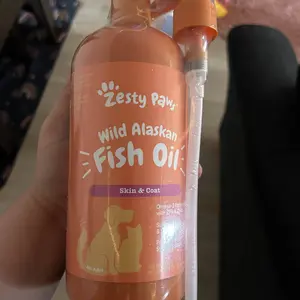 Zesty Paws
Wild Alaskan
Fish Oil
Skin & Coat